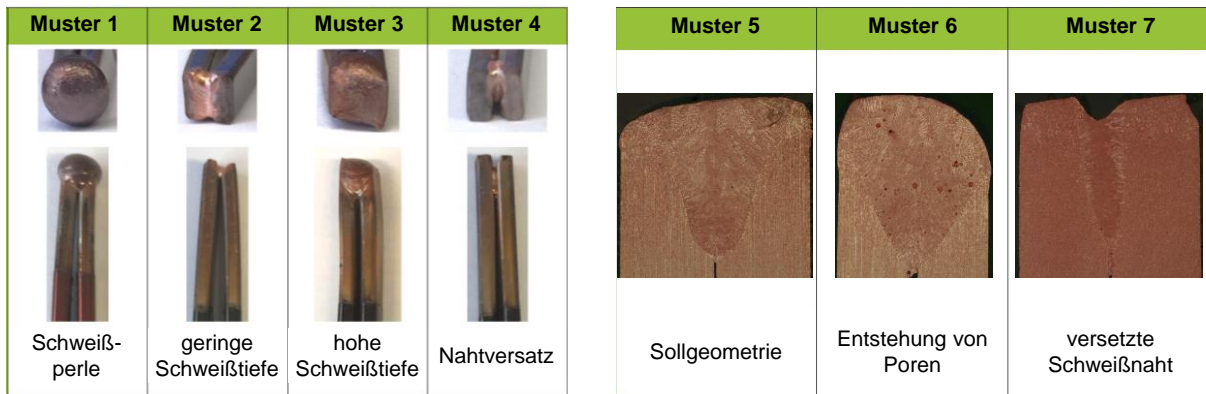 Muster 1 Muster 2 Muster 3 Muster 4
Schweiß-
perle
geringe
Schweißtiefe
hohe
Schweißtiefe
Nahtversatz
Muster 5 Muster 6 Muster 7
Sollgeometrie
Entstehung von
Poren
versetzte
Schweißnaht